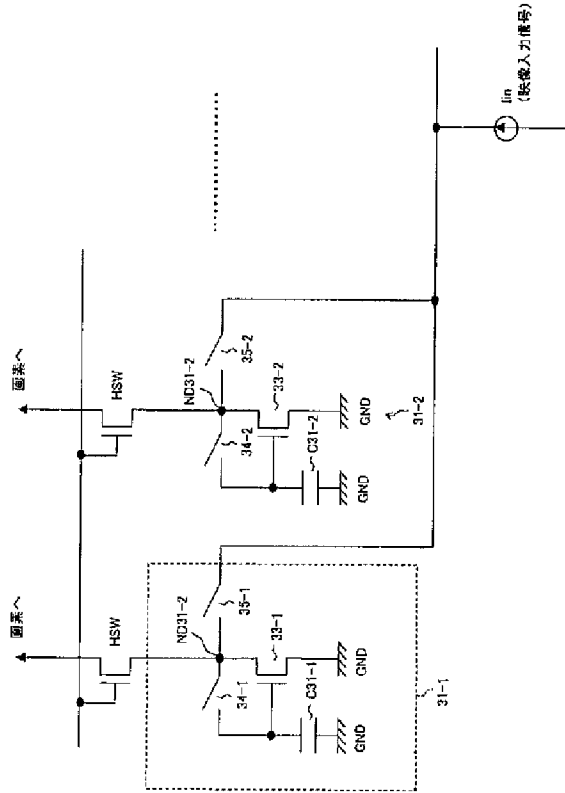 画素へ
HSW
ND31-2
34-1
35-1
33-1
C31-1
GND
GND
31-1
画素へ
HSW
ND31-2
34-2
35-2
33-2
C31-2
GND
GND
31-2
Iin
(映像入力信号)